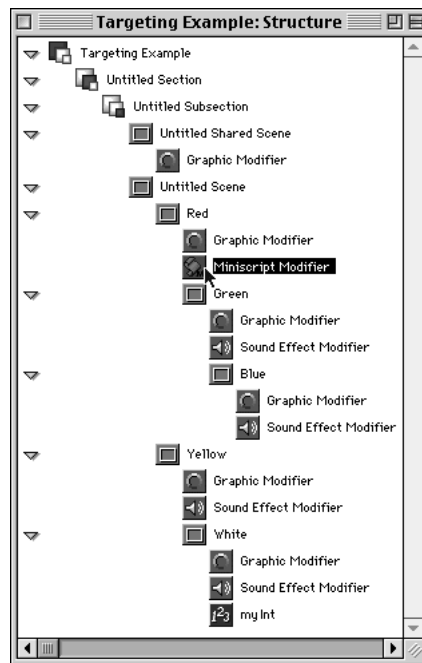 Targeting Example: Structure
Targeting Example
Untitled Section
Untitled Subsection
Untitled Shared Scene
Graphic Modifier
Untitled Scene
Red
Graphic Modifier
Miniscript Modifier
Green
Graphic Modifier
Sound Effect Modifier
Blue
Graphic Modifier
Sound Effect Modifier
Yellow
Graphic Modifier
Sound Effect Modifier
White
Graphic Modifier
Sound Effect Modifier
123 myInt